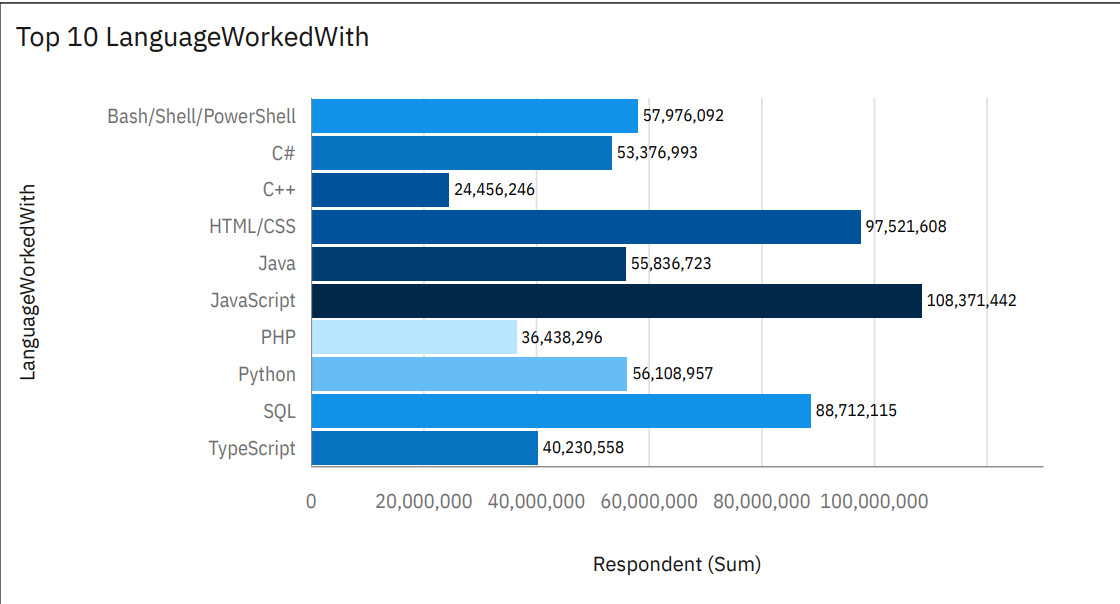 Top 10 LanguageWorkedWith
LanguageWorkedWith
Bash/Shell/PowerShell 57,976,092
C# 53,376,993
C++ 24,456,246
HTML/CSS 97,521,608
Java 55,836,723
JavaScript 108,371,442
PHP 36,438,296
Python 56,108,957
SQL 88,712,115
TypeScript 40,230,558
0 20,000,000 40,000,000 60,000,000 80,000,000 100,000,000
Respondent (Sum)